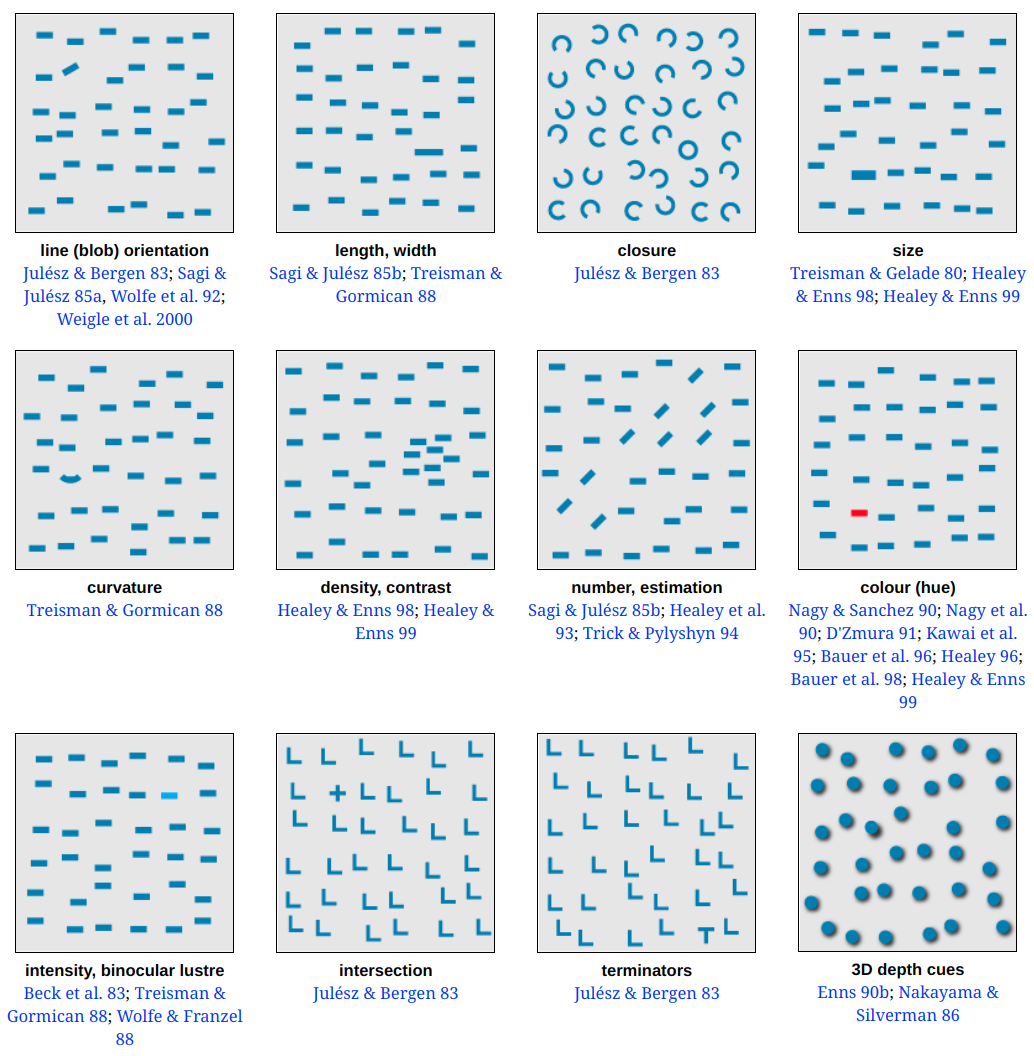 line (blob) orientation
Julész & Bergen 83; Sagi &
Julész 85a, Wolfe et al. 92;
Weigle et al. 2000
length, width
Sagi & Julész 85b; Treisman &
Gormican 88
closure
Julész & Bergen 83
size
Treisman & Gelade 80; Healey
& Enns 98; Healey & Enns 99
curvature
Treisman & Gormican 88
density, contrast
Healey & Enns 98; Healey &
Enns 99
number, estimation
Sagi & Julész 85b; Healey et al.
93; Trick & Pylyshyn 94
colour (hue)
Nagy & Sanchez 90; Nagy et al.
90; D'Zmura 91; Kawai et al.
95; Bauer et al. 96; Healey 96;
Bauer et al. 98; Healey & Enns
99
intensity, binocular lustre
Beck et al. 83; Treisman &
Gormican 88; Wolfe & Franzel
88
intersection
Julész & Bergen 83
terminators
Julész & Bergen 83
3D depth cues
Enns 90b; Nakayama &
Silverman 86